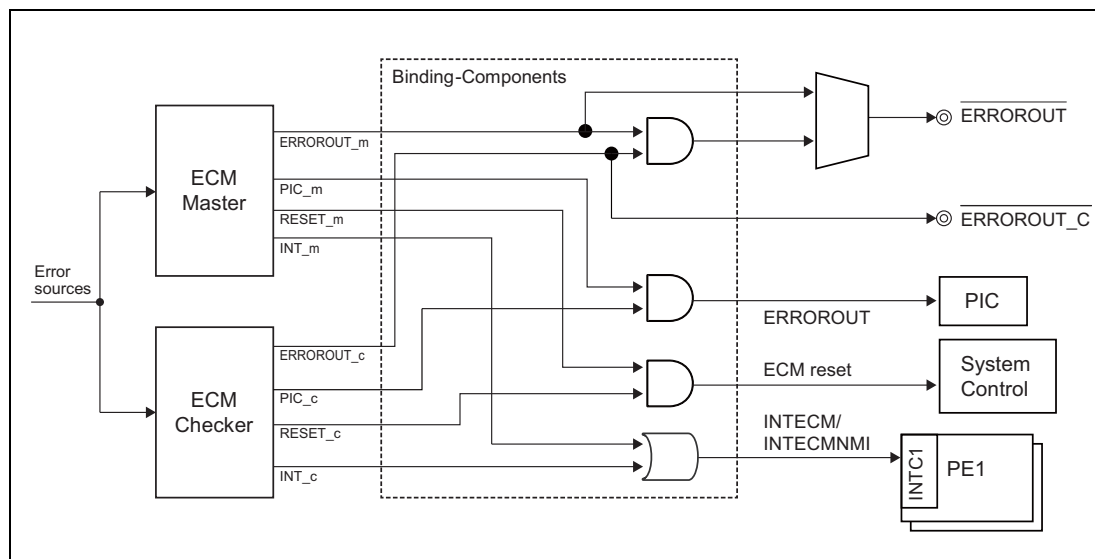 Binding-Components
ERROROUT_m
ERROROUT
ECM
Master
PIC_m
RESET_m
ERROROUT_C
INT_m
Error
sources
PIC
ERROROUT
ERROROUT_c
ECM
Checker
PIC_c
ECM reset
System
Control
RESET_c
INTECM/
INTECMNMI
INTC1
PE1
INT_c